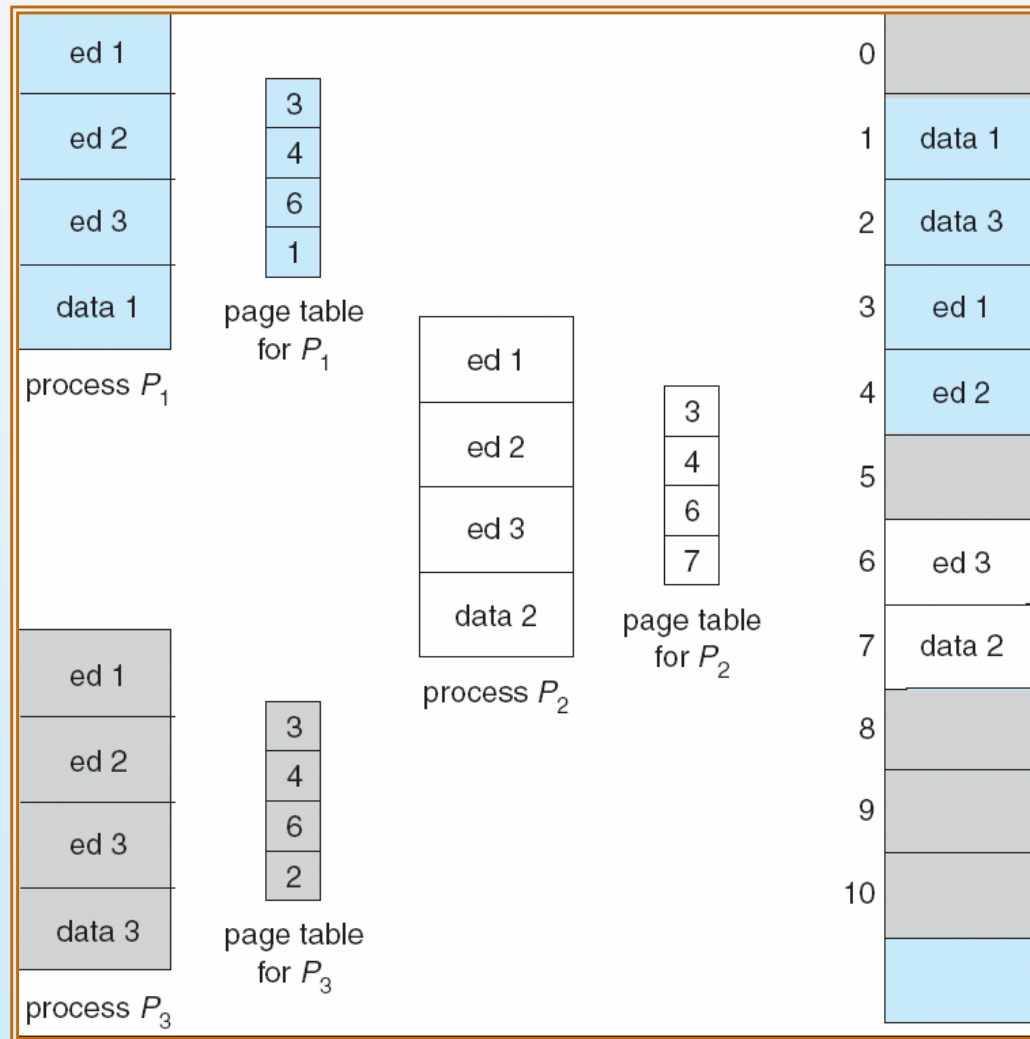 ed 1
ed 2
ed 3
data 1
process P1
3
4
6
1
page table
for P1
ed 1
ed 2
ed 3
data 2
process P2
3
4
6
7
page table
for P2
ed 1
ed 2
ed 3
data 3
process P3
3
4
6
2
page table
for P3
0
1 data 1
2 data 3
3 ed 1
4 ed 2
5
6 ed 3
7 data 2
8
9
10